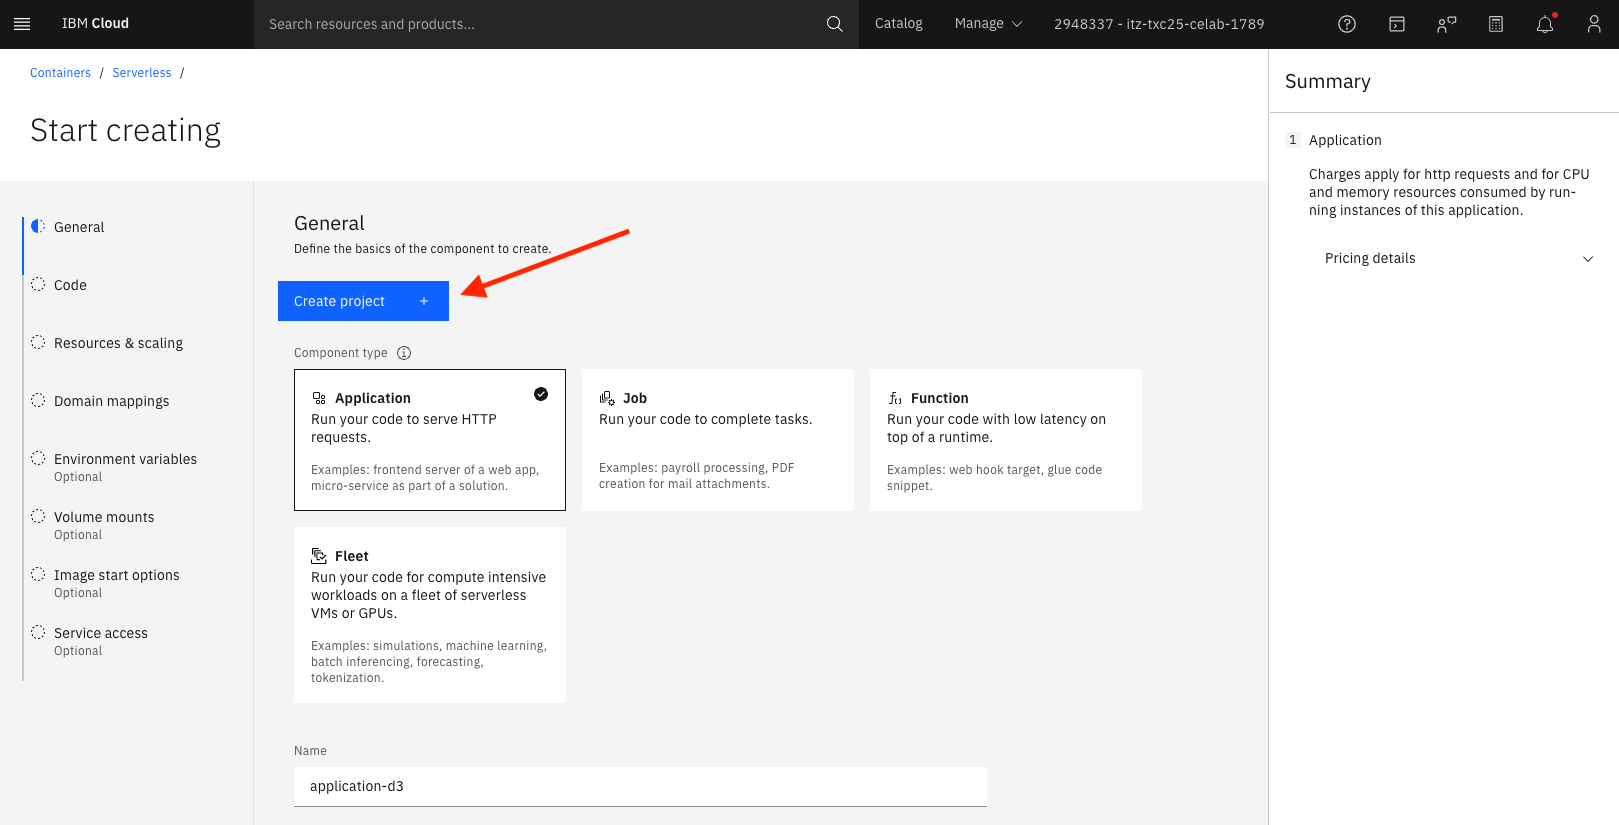 IBM Cloud
Search resources and products...
Catalog
Manage
2948337 - itz-txc25-celab-1789
Containers / Serverless /
Start creating
General
Code
Resources & scaling
Domain mappings
Environment variables
Optional
Volume mounts
Optional
Image start options
Optional
Service access
Optional
General
Define the basics of the component to create.
Create project +
Component type
Application
Run your code to serve HTTP
requests.
Examples: frontend server of a web app,
micro-service as part of a solution.
Job
Run your code to complete tasks.
Examples: payroll processing, PDF
creation for mail attachments.
Function
Run your code with low latency on
top of a runtime.
Examples: web hook target, glue code
snippet.
Fleet
Run your code for compute intensive
workloads on a fleet of serverless
VMs or GPUs.
Examples: simulations, machine learning,
batch inferencing, forecasting,
tokenization.
Name
application-d3
Summary
1 Application
Charges apply for http requests and for CPU
and memory resources consumed by run-
ning instances of this application.
Pricing details